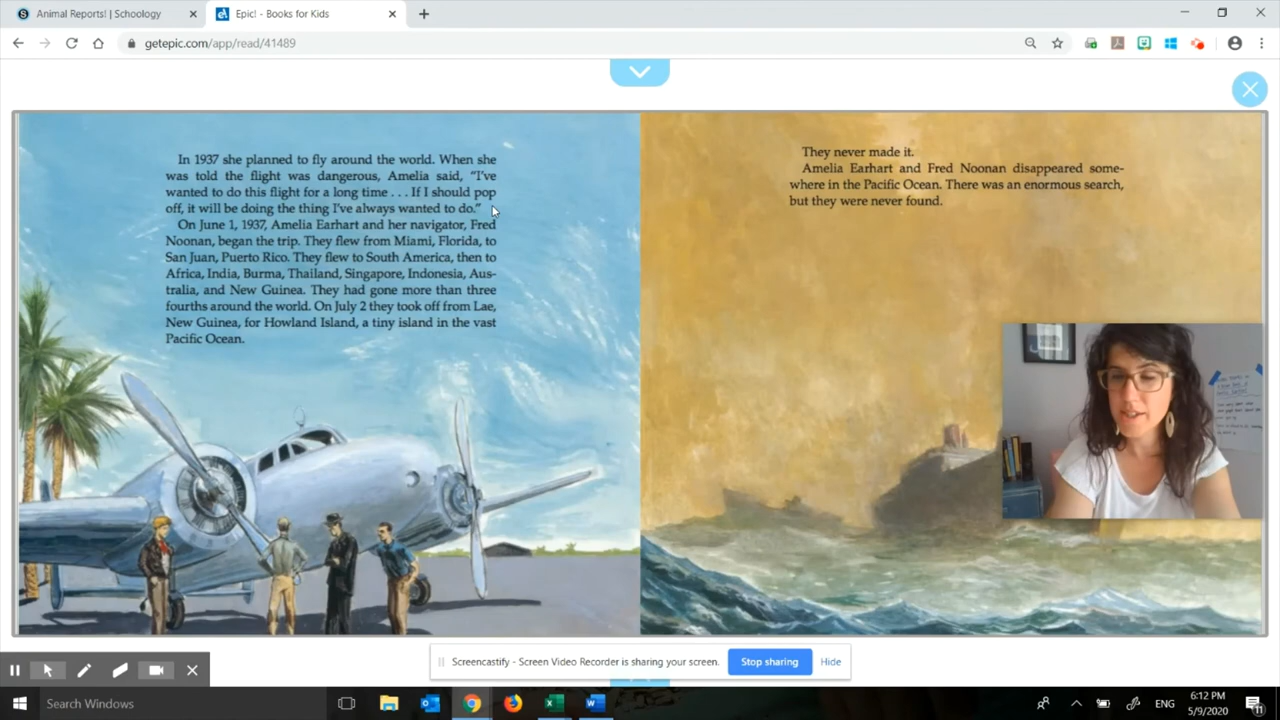 Animal Reports! | Schoology
Epic! - Books for Kids
getepic.com/app/read/41489
In 1937 she planned to fly around the world. When she
was told the flight was dangerous, Amelia said, “I’ve
wanted to do this flight for a long time . . . If I should pop
off, it will be doing the thing I’ve always wanted to do.”
On June 1, 1937, Amelia Earhart and her navigator, Fred
Noonan, began the trip. They flew from Miami, Florida, to
San Juan, Puerto Rico. They flew to South America, then to
Africa, India, Burma, Thailand, Singapore, Indonesia, Aus-
tralia, and New Guinea. They had gone more than three
fourths around the world. On July 2 they took off from Lae,
New Guinea, for Howland Island, a tiny island in the vast
Pacific Ocean.
They never made it.
Amelia Earhart and Fred Noonan disappeared some-
where in the Pacific Ocean. There was an enormous search,
but they were never found.
Screencastify - Screen Video Recorder is sharing your screen.
Stop sharing
Hide
Search Windows
ENG
6:12 PM
5/9/2020
11